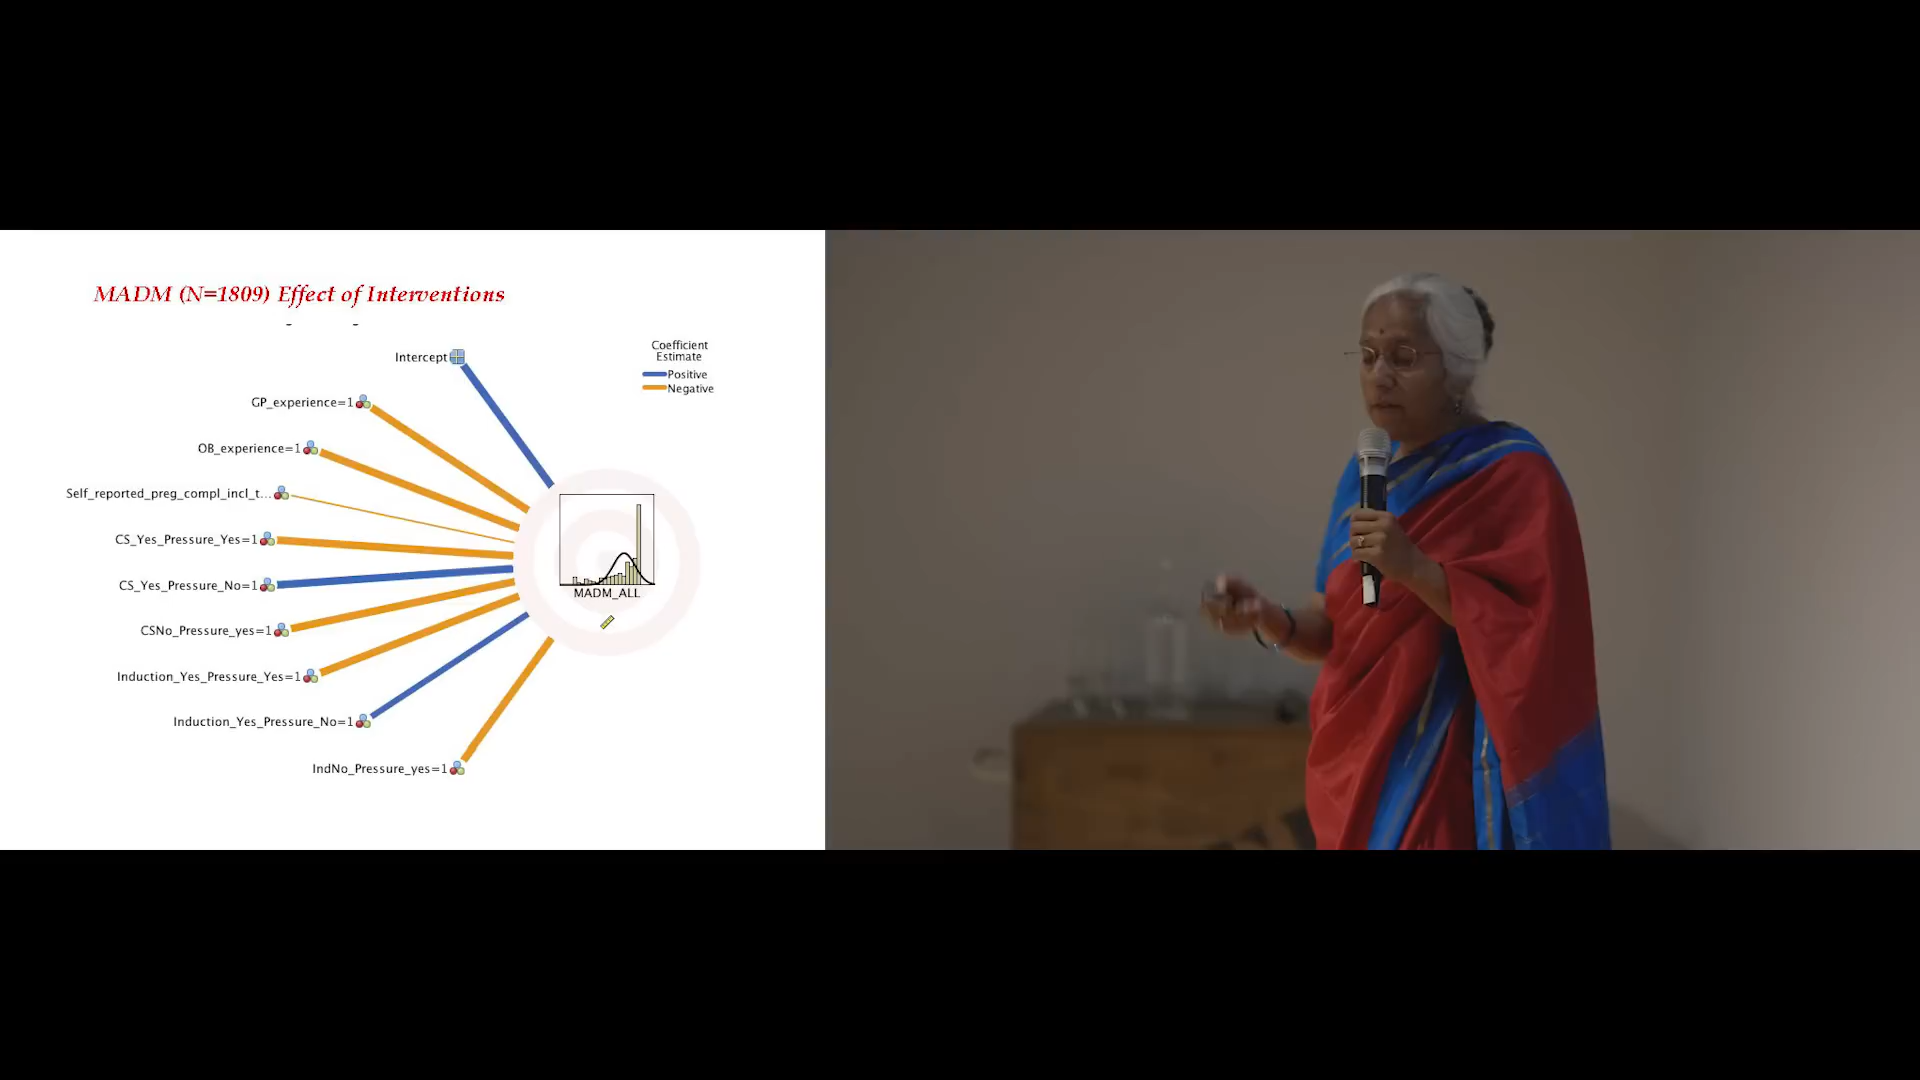 MADM (N=1809) Effect of Interventions
Coefficient
Estimate
Positive
Negative
Intercept
GP_experience=1
OB_experience=1
Self_reported_preg_compl_incl_t...
CS_Yes_Pressure_Yes=1
CS_Yes_Pressure_No=1
CSNo_Pressure_yes=1
Induction_Yes_Pressure_Yes=1
Induction_Yes_Pressure_No=1
IndNo_Pressure_yes=1
MADM_ALL